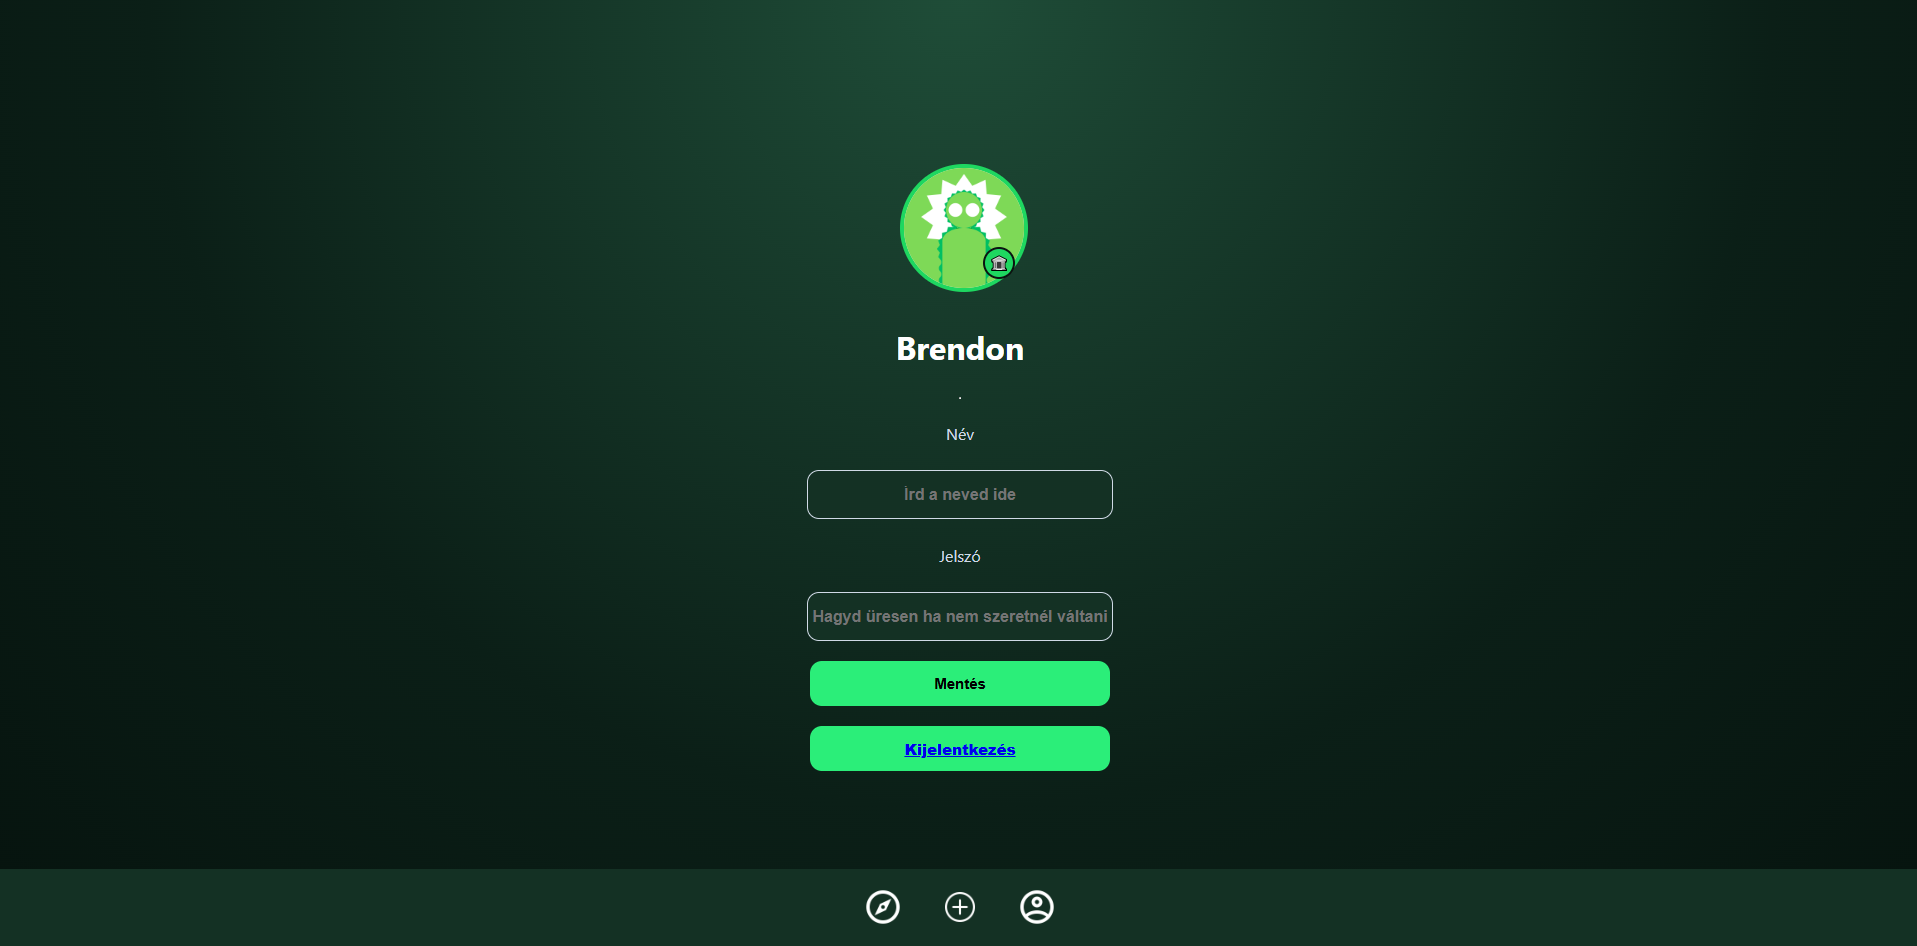 Brendon
.
Név
Írd a neved ide
Jelszó
Hagyd üresen ha nem szeretnél váltani
Mentés
Kijelentkezés